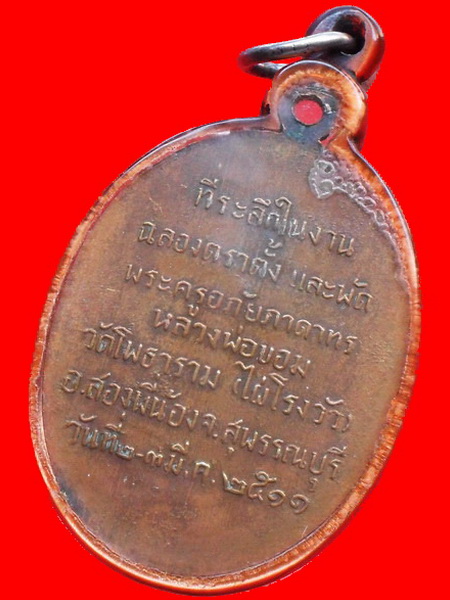 ที่ระลึกในงาน
ฉลองตราตั้ง และพัด
พระครูอภัยภาดาทร
หลวงพ่อขอม
วัดโพธาราม (ไผ่โรงวัว)
อ.สองพี่น้อง จ.สุพรรณบุรี
วันที่ ๒-๓ มี.ค. ๒๕๑๑